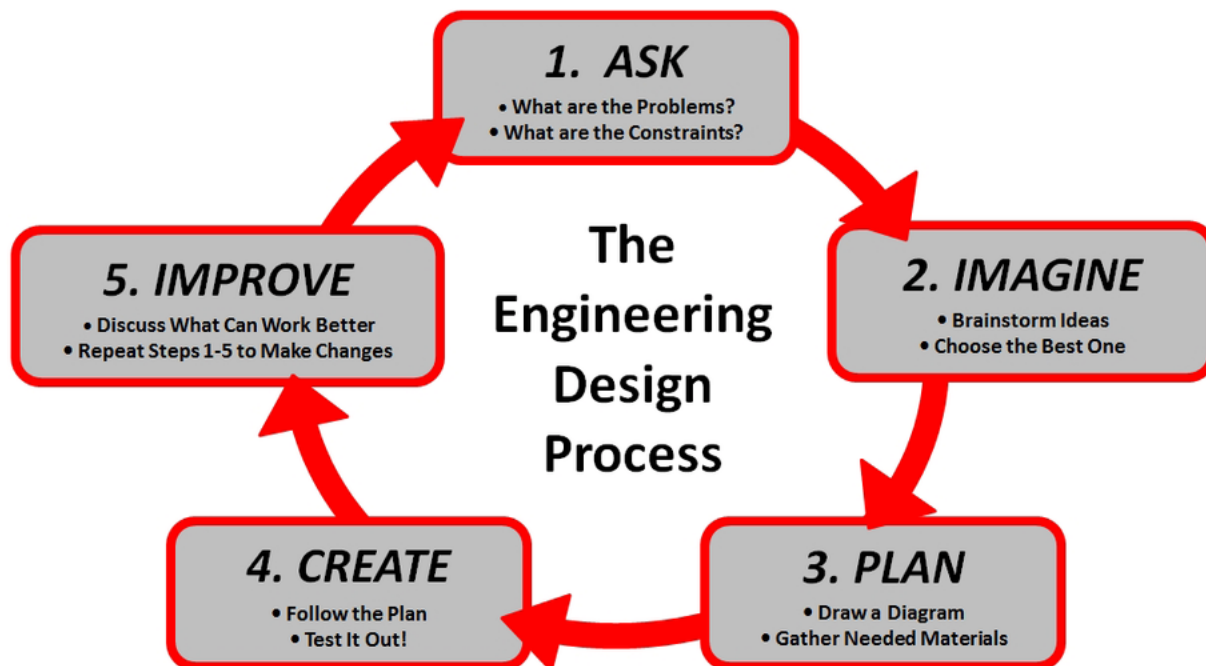 1. ASK
• What are the Problems?
• What are the Constraints?
2. IMAGINE
• Brainstorm Ideas
• Choose the Best One
3. PLAN
• Draw a Diagram
• Gather Needed Materials
4. CREATE
• Follow the Plan
• Test It Out!
5. IMPROVE
• Discuss What Can Work Better
• Repeat Steps 1-5 to Make Changes
The
Engineering
Design
Process